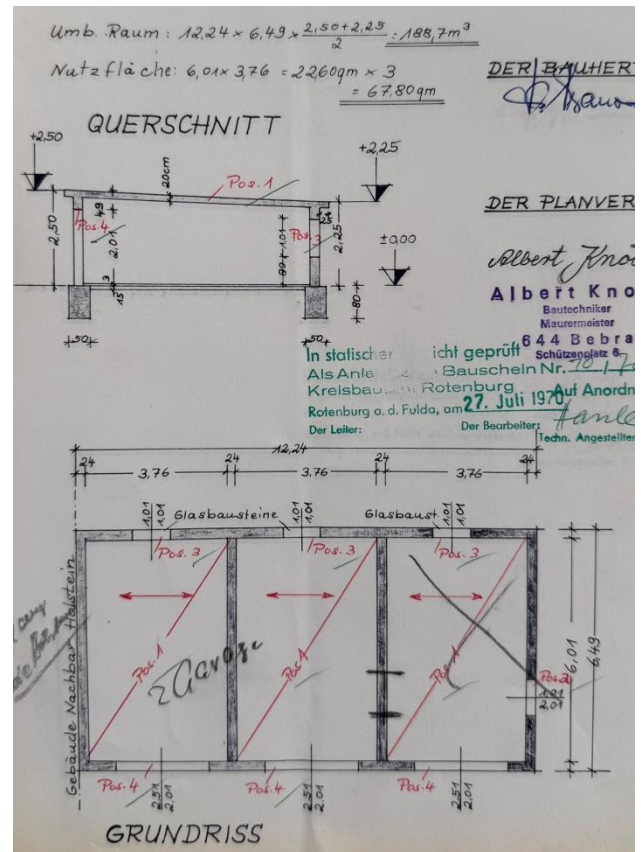 Umb. Raum : 12,24 x 6,49 x 2,50+2,25/2 = 188,7m³
Nutzfläche: 6,01 x 3,76 = 22,60qm x 3
= 67,80qm
DER BAUHERR
QUERSCHNITT
+2,50
+2,25
20cm
Pos.1
DER PLANVER
49
Pos.4
2,01
2,50
1,01
80
Pos.3
25
2,25
±0,00
3
15
80
50
50
Albert Kno
Albert Kno
Bautechniker
Maurermeister
644 Bebra
Schützenplatz 6
In statischer icht geprüft
Als Anla Bauschein Nr.
Kreisbau Rotenburg Auf Anordn
Rotenburg a. d. Fulda, am 27. Juli 1970
Der Leiter: Der Bearbeiter:
Techn. Angestellter
12,24
24 3,76 24 3,76 24 3,76 24
1,01 1,01 Glasbausteine 1,01 1,01 Glasbaust. 1,01 1,01
Pos.3 Pos.3 Pos.3
Gebäude Nachbar Holstein
Pos.1 Pos.1 Pos.1
2 Garage
Pos.2
1,01
2,01
6,01
6,49
Pos.4 Pos.4 Pos.4
2,51 2,51 2,51
2,01 2,01 2,01
GRUNDRISS